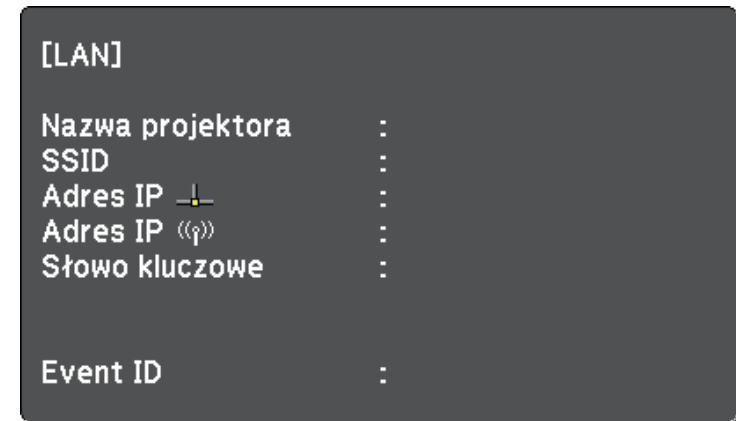 [LAN]
Nazwa projektora :
SSID :
Adres IP :
Adres IP :
Słowo kluczowe :
Event ID :